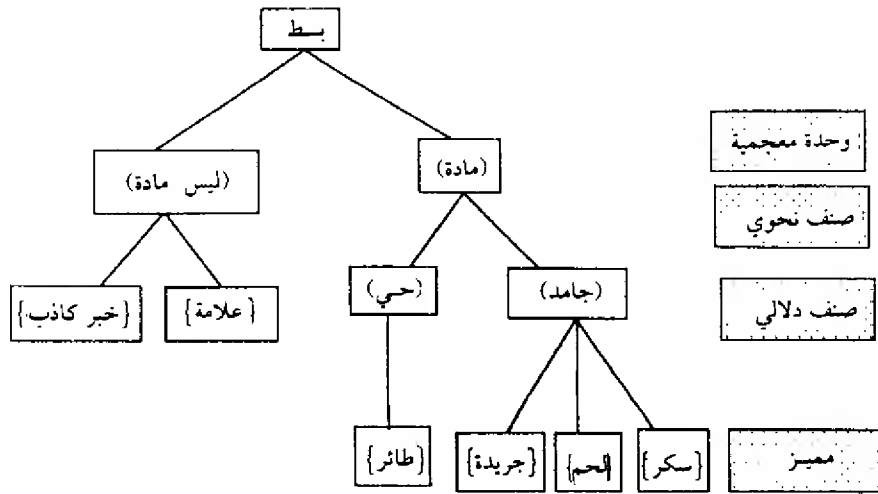 بط
(مادة)
(ليس مادة)
وحدة معجمية
صنف نحوي
(جامد)
(حي)
{علامة}
{خبر كاذب}
صنف دلالي
{سكر}
{لحم}
{جريدة}
{طائر}
مميز